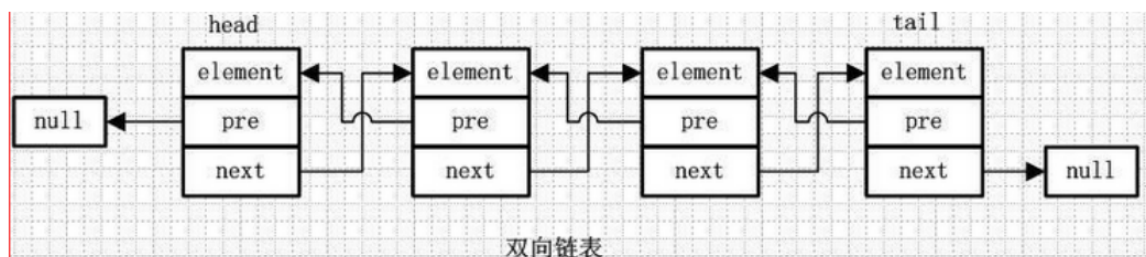 head tail
element element element element
null pre pre pre pre
next next next next null
双向链表